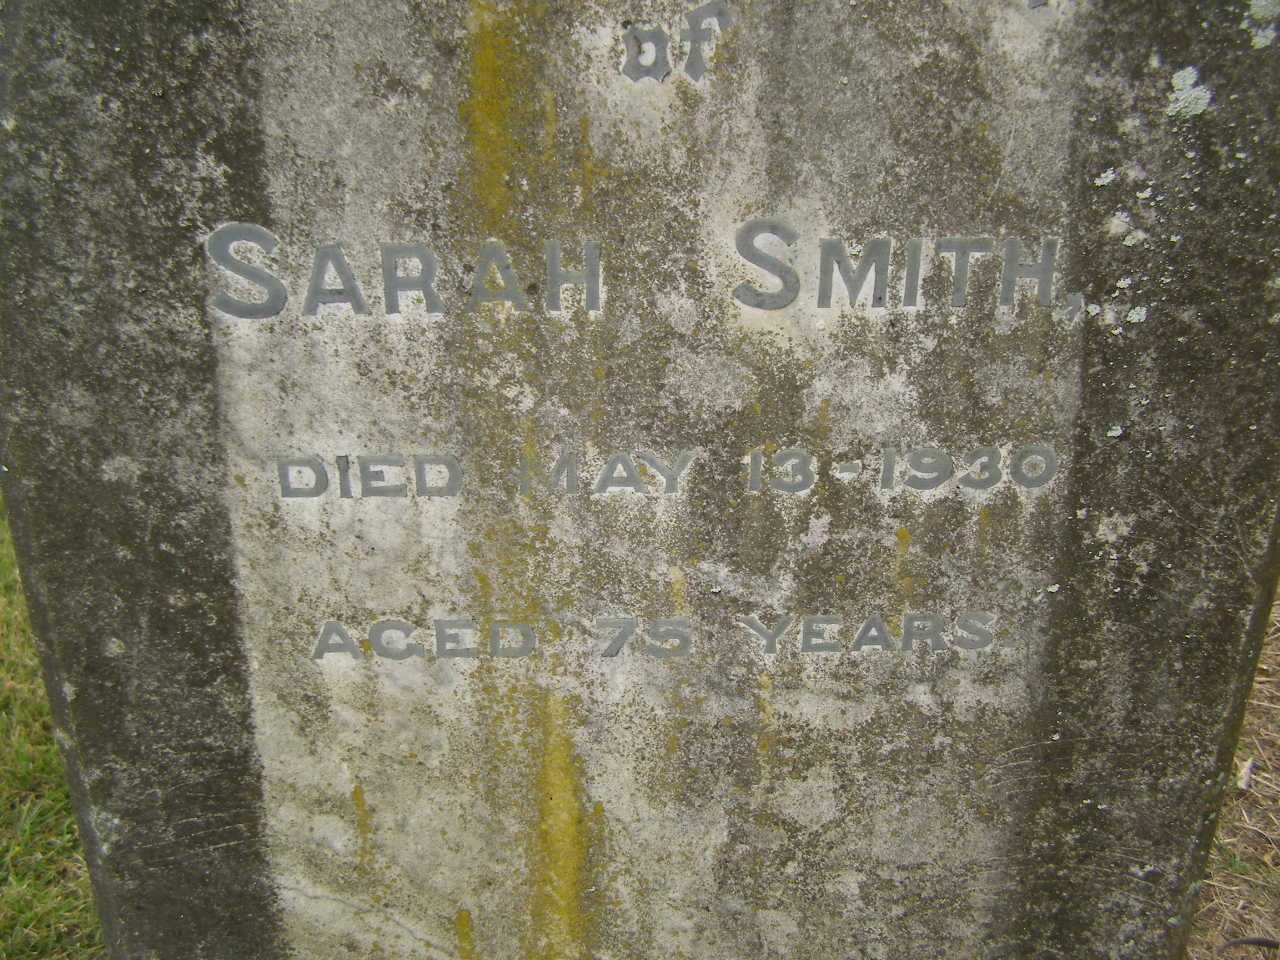 of
SARAH SMITH,
DIED MAY 13 - 1930
AGED 75 YEARS.